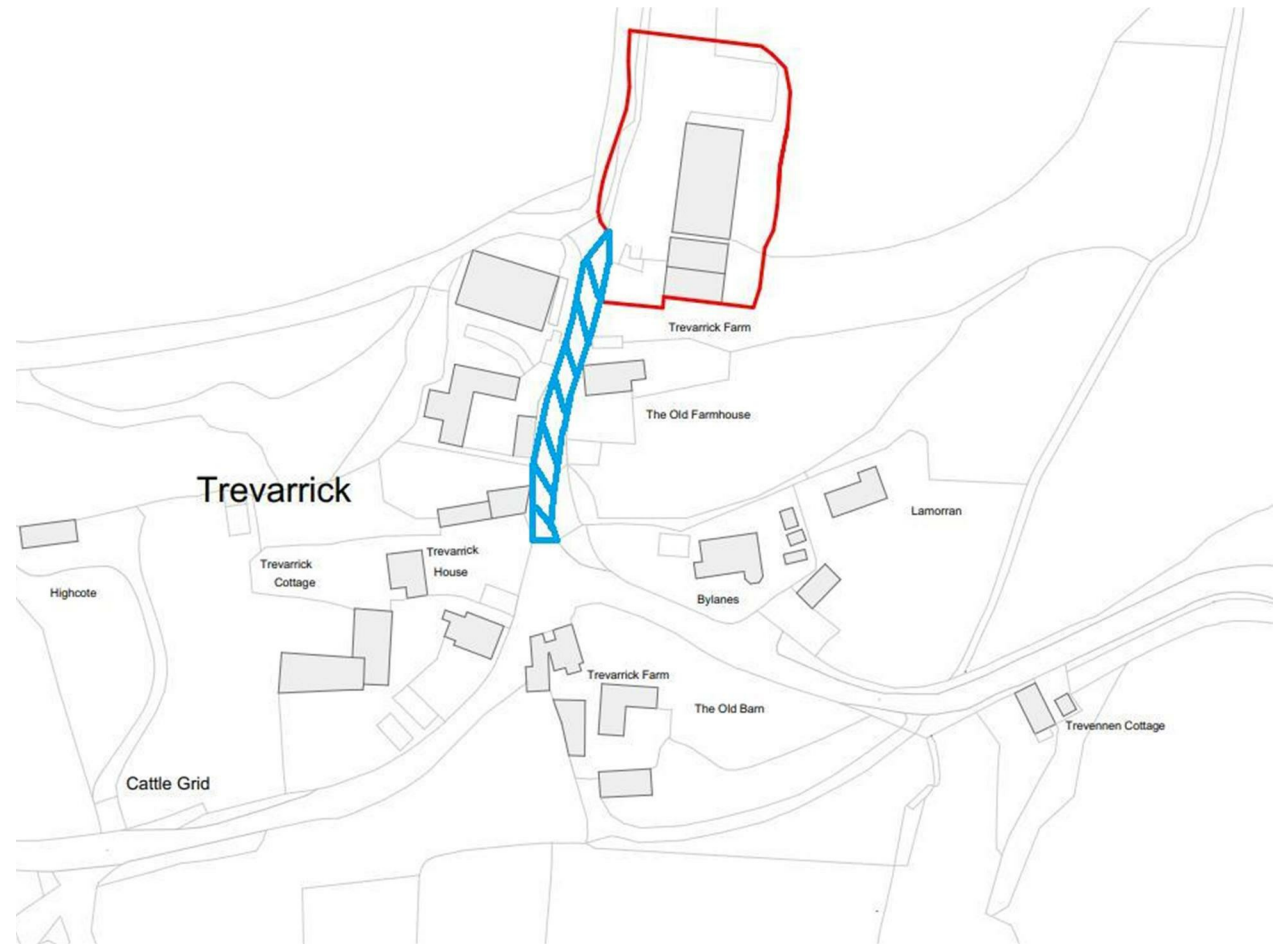 Trevarrick Farm
The Old Farmhouse
Trevarrick
Lamorran
Trevarrick
Cottage
Trevarrick
House
Highcote
Bylanes
Trevarrick Farm
The Old Barn
Trevennen Cottage
Cattle Grid